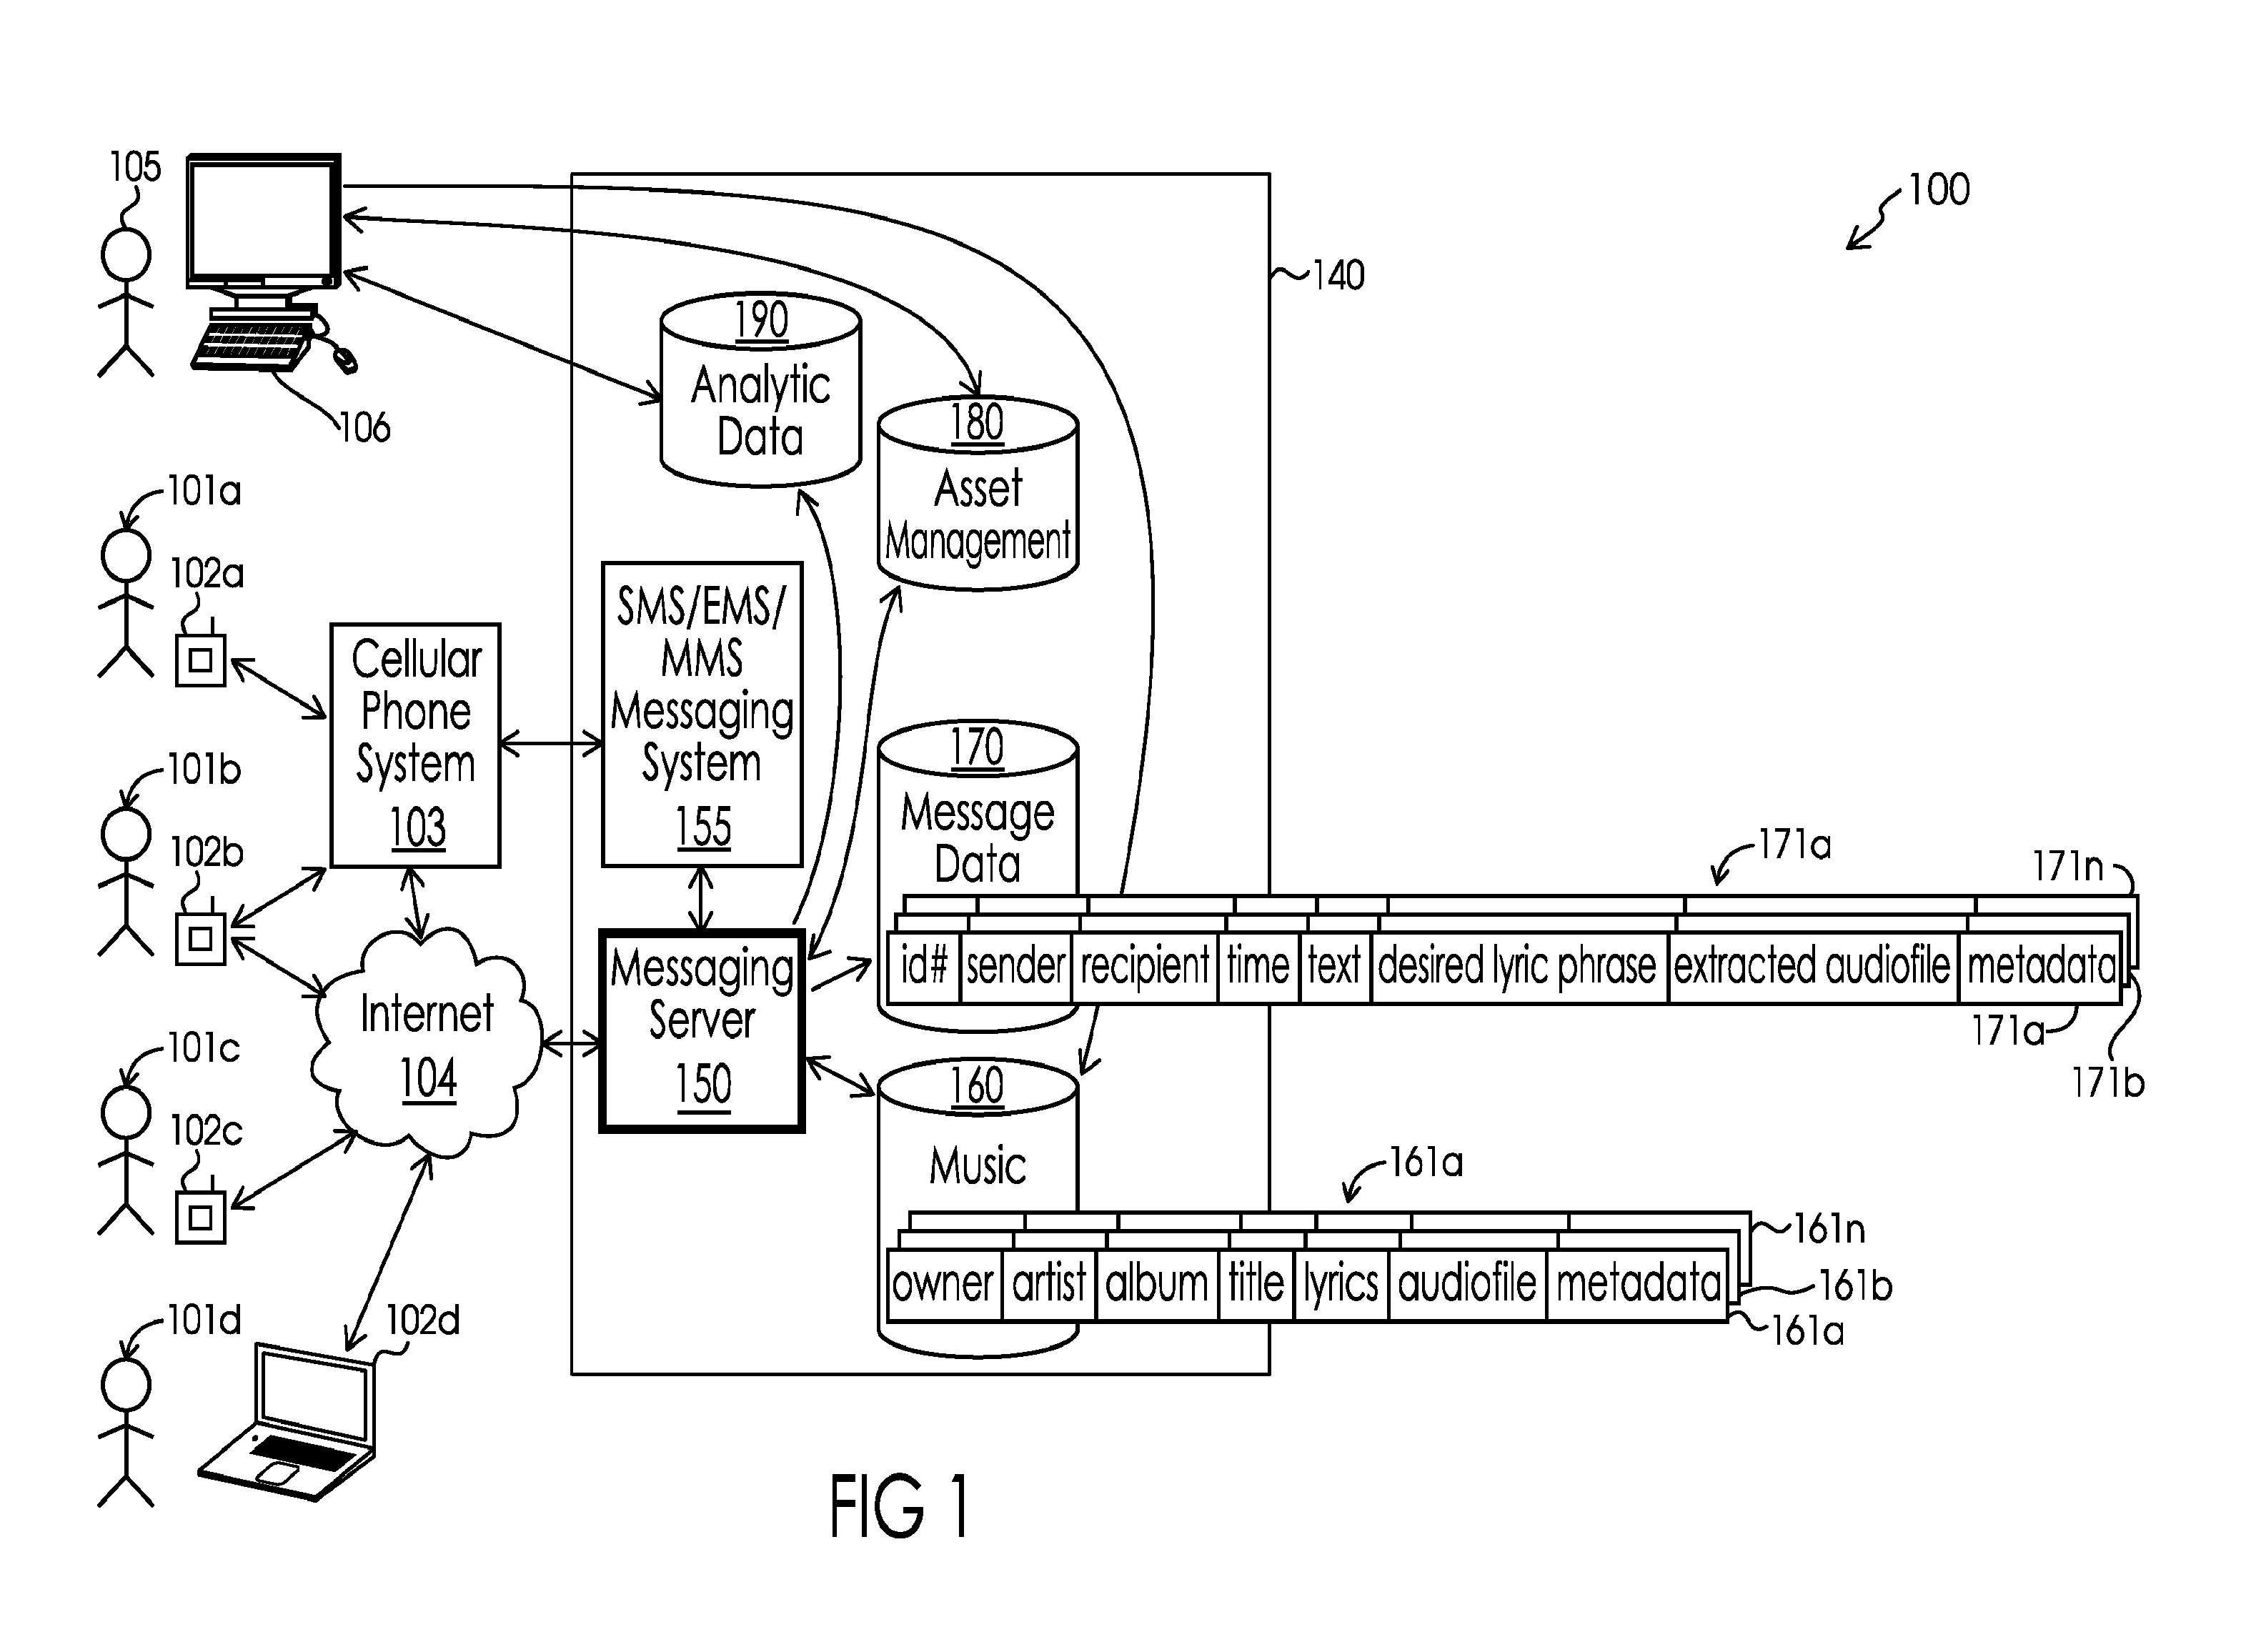 105
106
100
140
190
Analytic
Data
180
Asset
Management
101a
102a
Cellular
Phone
System
103
SMS/EMS/
MMS
Messaging
System
155
101b
102b
170
Message
Data
171a
171n
id# sender recipient time text desired lyric phrase extracted audiofile metadata
171a
171b
Internet
104
Messaging
Server
150
101c
102c
160
Music
161a
161n
owner artist album title lyrics audiofile metadata
161b
161a
101d
102d
FIG 1